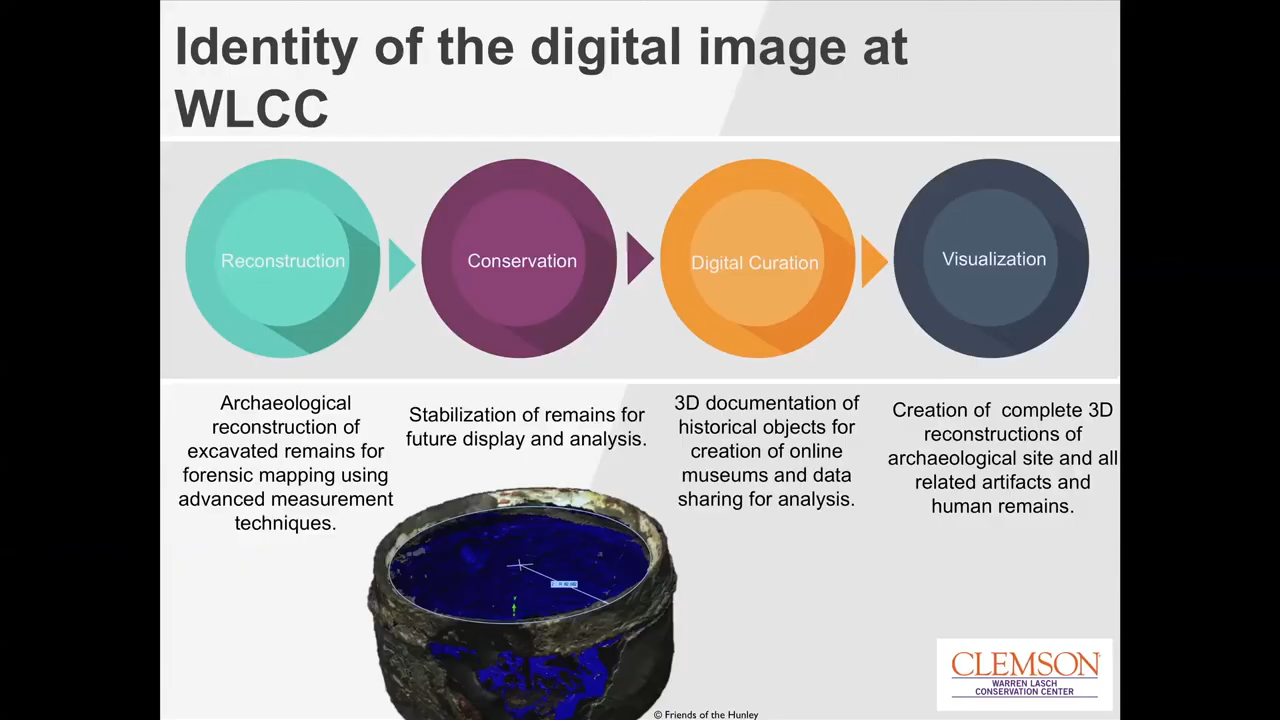 Identity of the digital image at
WLCC
Reconstruction
Conservation
Digital Curation
Visualization
Archaeological
reconstruction of
excavated remains for
forensic mapping using
advanced measurement
techniques.
Stabilization of remains for
future display and analysis.
3D documentation of
historical objects for
creation of online
museums and data
sharing for analysis.
Creation of complete 3D
reconstructions of
archaeological site and all
related artifacts and
human remains.
CLEMSON
WARREN LASCH
CONSERVATION CENTER
© Friends of the Hunley